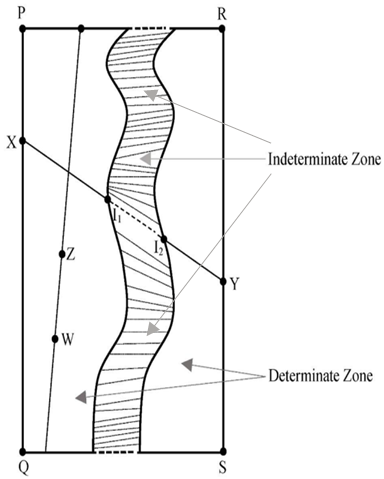 P
R
X
Indeterminate Zone
I1
I2
Z
Y
W
Determinate Zone
Q
S